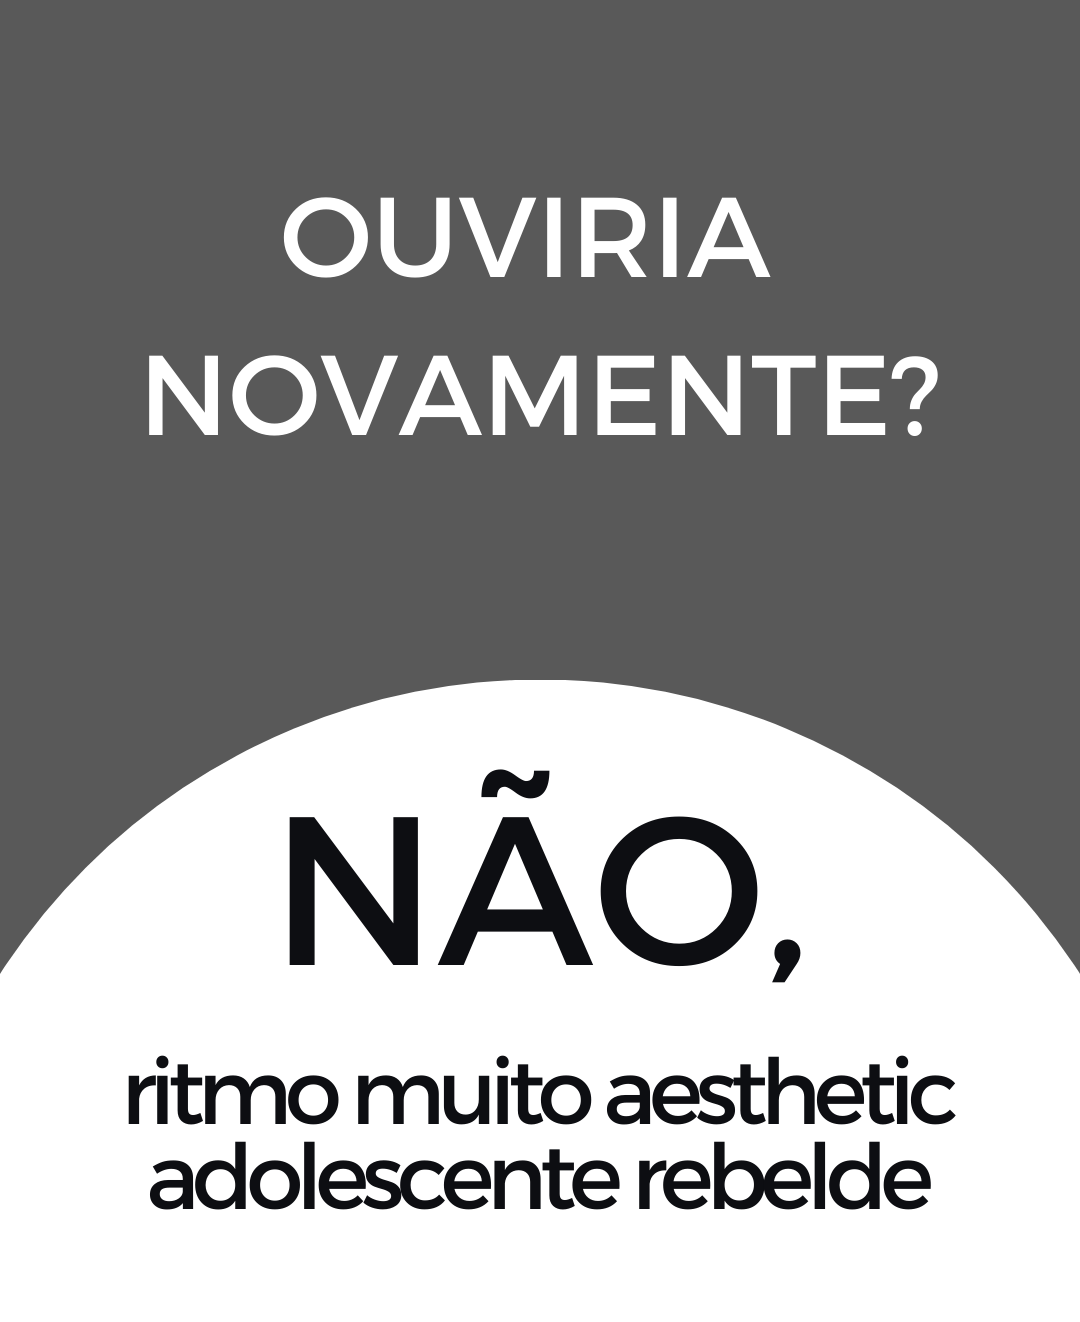 OUVIRIA
NOVAMENTE?
NÃO,
ritmo muito aesthetic
adolescente rebelde